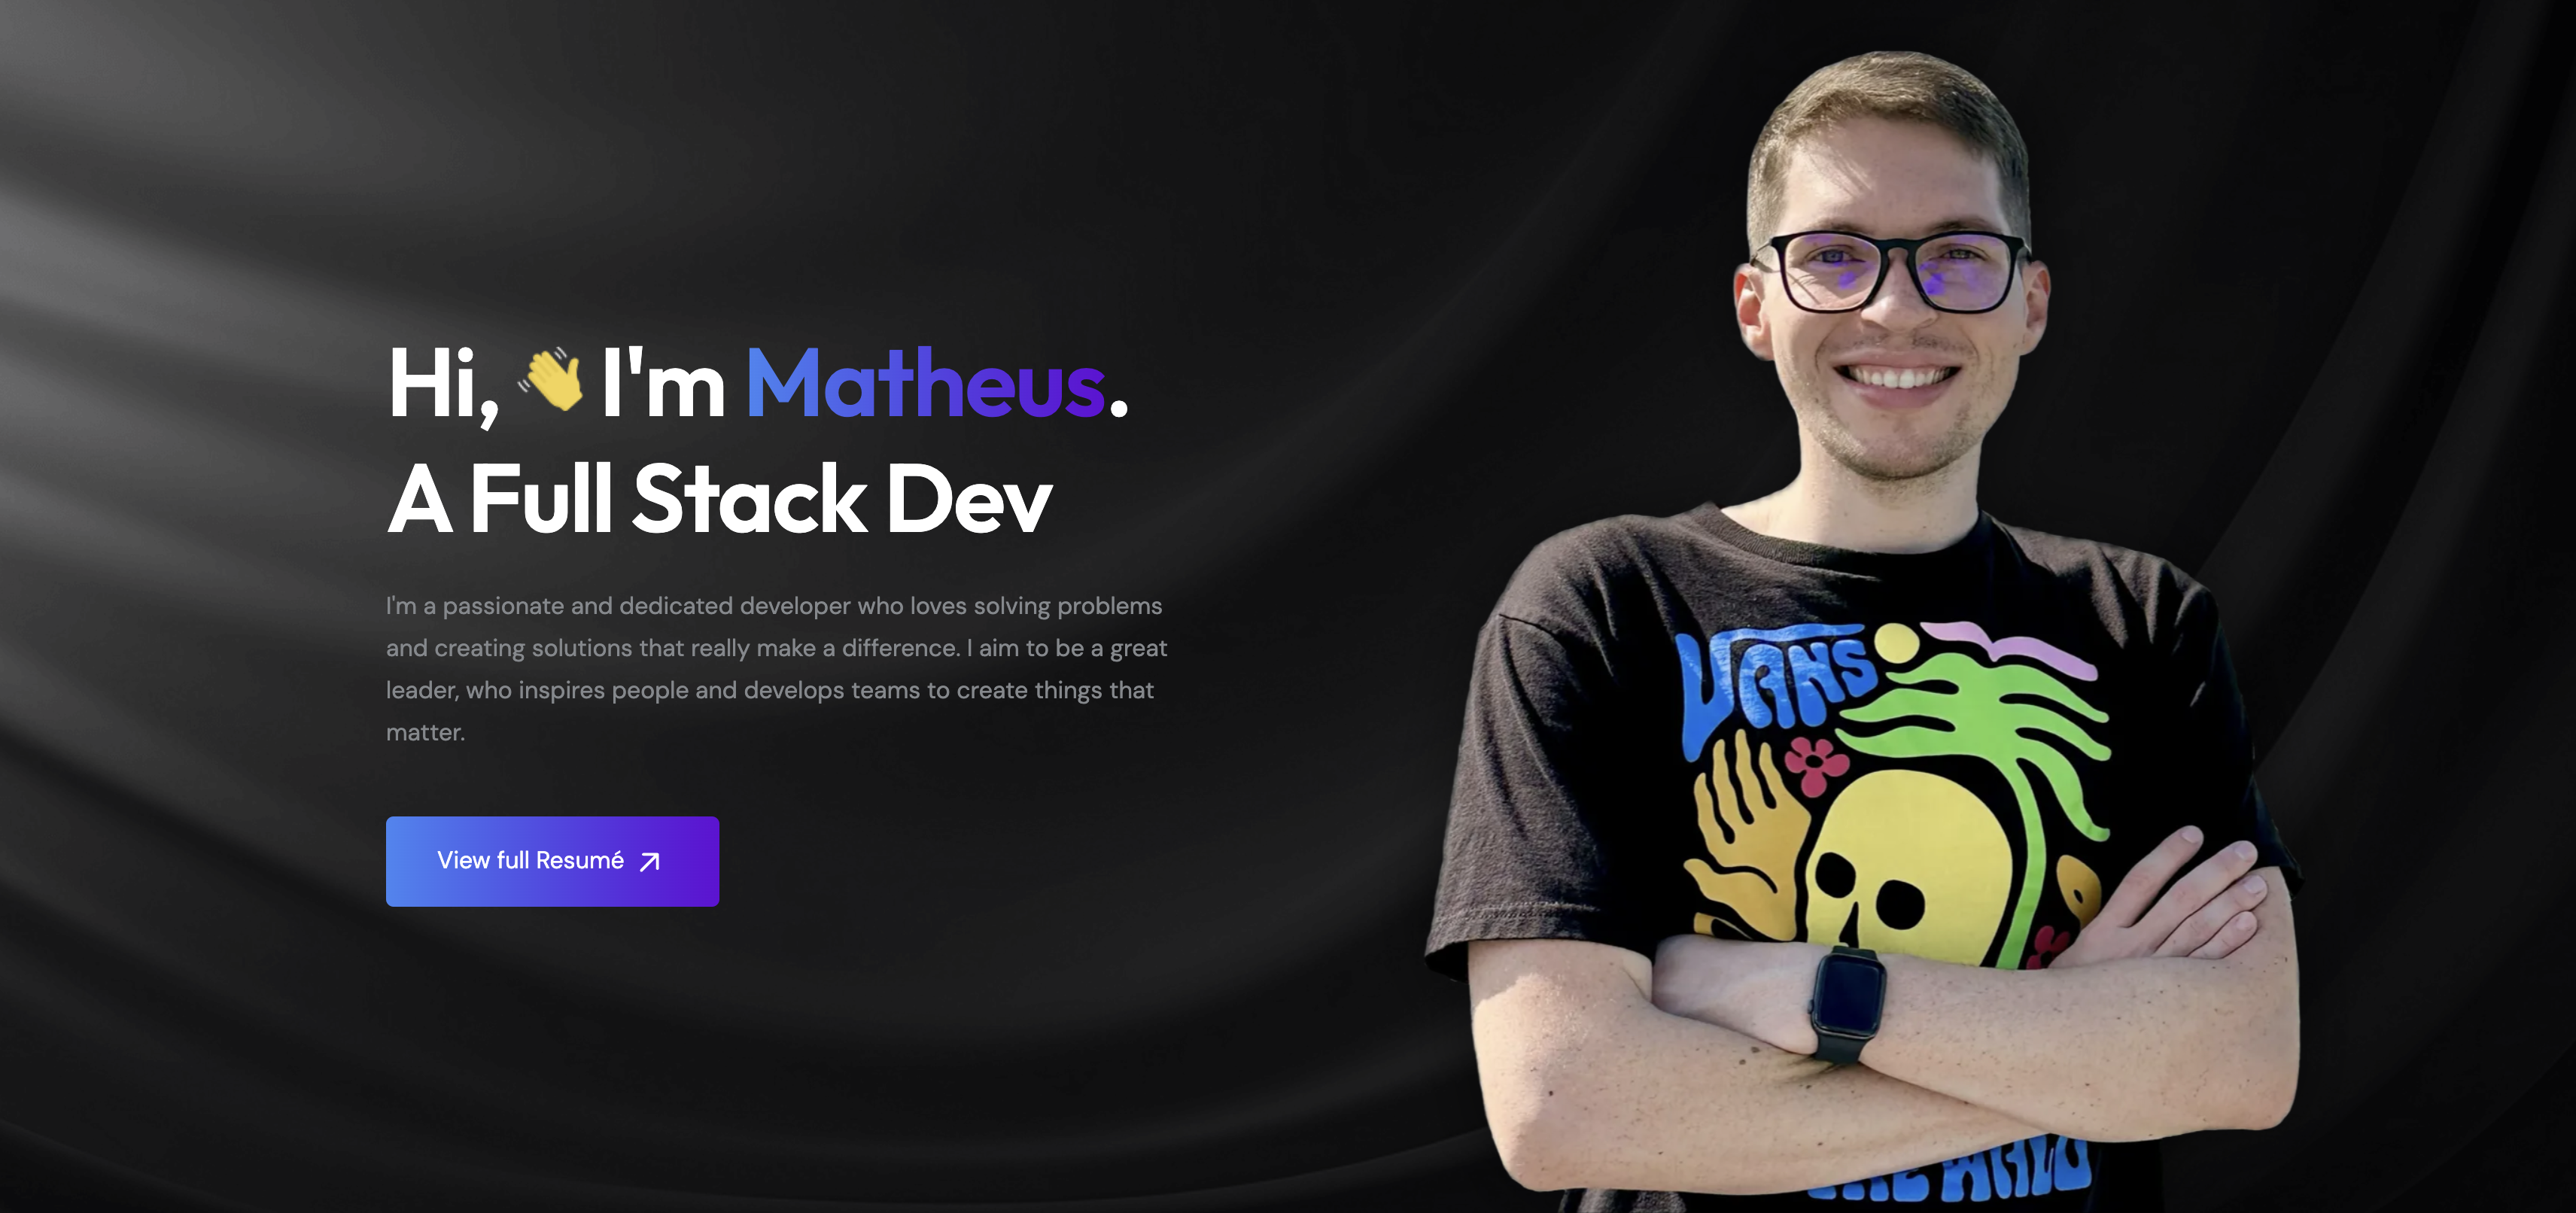 Hi, 👋 I'm Matheus.
A Full Stack Dev
I'm a passionate and dedicated developer who loves solving problems
and creating solutions that really make a difference. I aim to be a great
leader, who inspires people and develops teams to create things that
matter.
View full Resumé
VANS